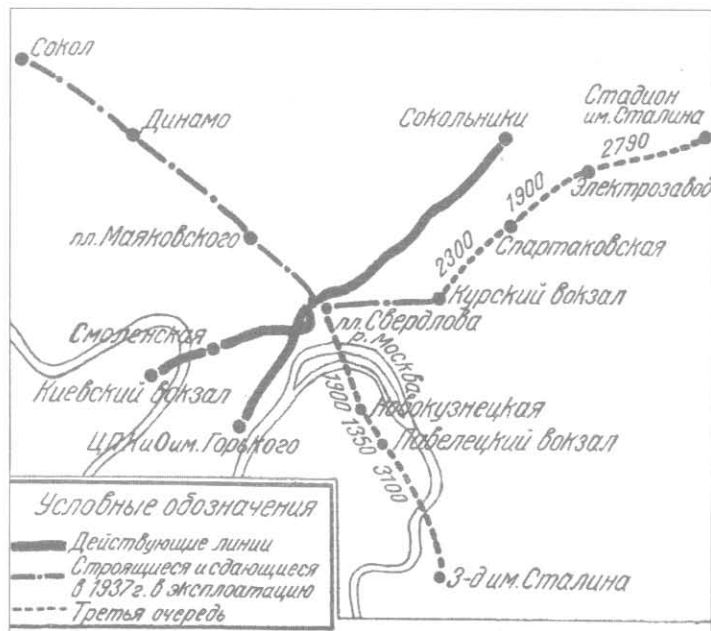 Сокол
Динамо
Сокольники
Стадион
им. Сталина
2790
Электрозавод
1900
Спартаковская
2300
пл. Маяковского
Курский вокзал
пл. Свердлова
р. Москва
Смоленская
Киевский вокзал
1900
Новокузнецкая
ЦПКиО им. Горького
1350
Павелецкий вокзал
3100
З-д им. Сталина
Условные обозначения
Действующие линии
Строящиеся и сдающиеся
в 1937г. в эксплоатацию
Третья очередь